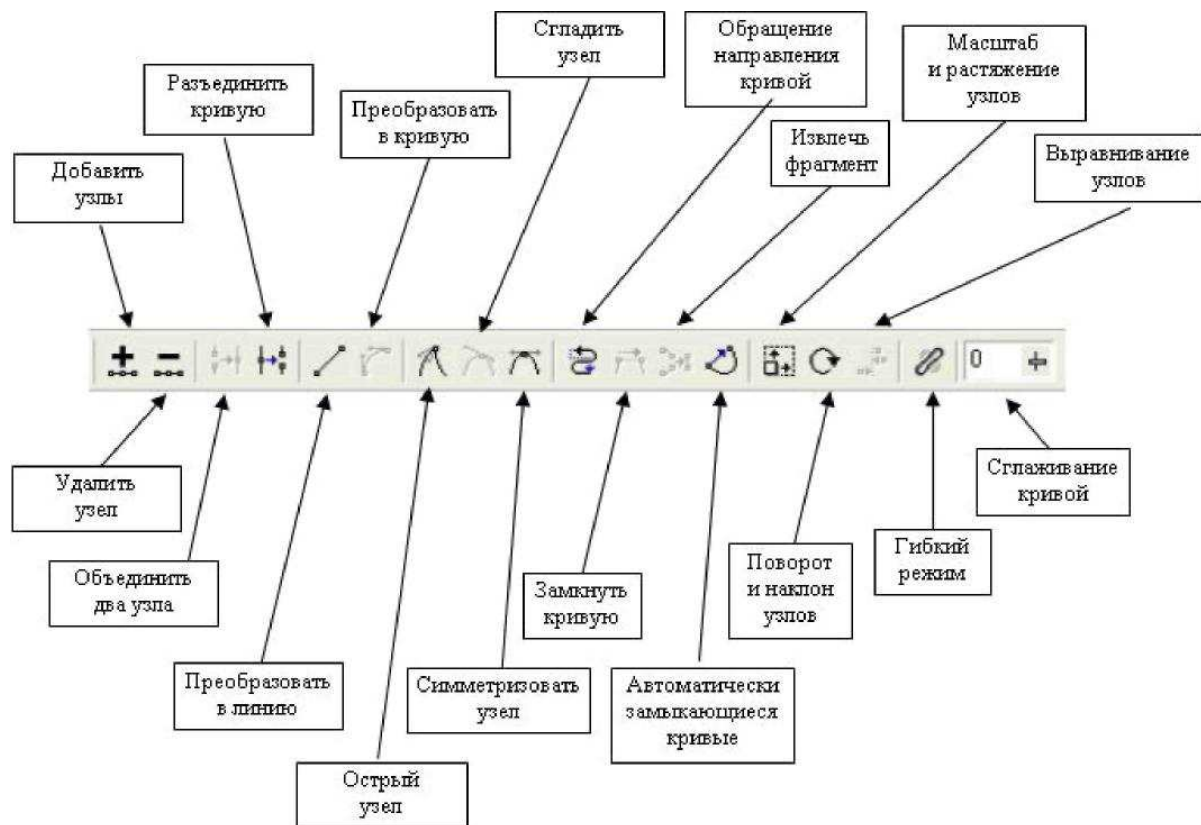 Сгладить
узел
Обращение
направления
кривой
Масштаб
и растяжение
узлов
Разъединить
кривую
Преобразовать
в кривую
Извлечь
фрагмент
Выравнивание
узлов
Добавить
узлы
0
Удалить
узел
Сглаживание
кривой
Объединить
два узла
Замкнуть
кривую
Поворот
и наклон
узлов
Гибкий
режим
Преобразовать
в линию
Симметризовать
узел
Автоматически
замыкающиеся
кривые
Острый
узел